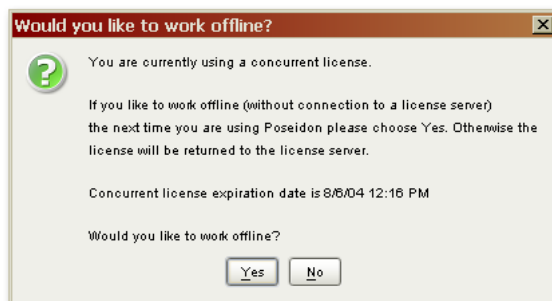 Would you like to work offline?
You are currently using a concurrent license.
If you like to work offline (without connection to a license server)
the next time you are using Poseidon please choose Yes. Otherwise the
license will be returned to the license server.
Concurrent license expiration date is 8/6/04 12:16 PM
Would you like to work offline?
Yes No